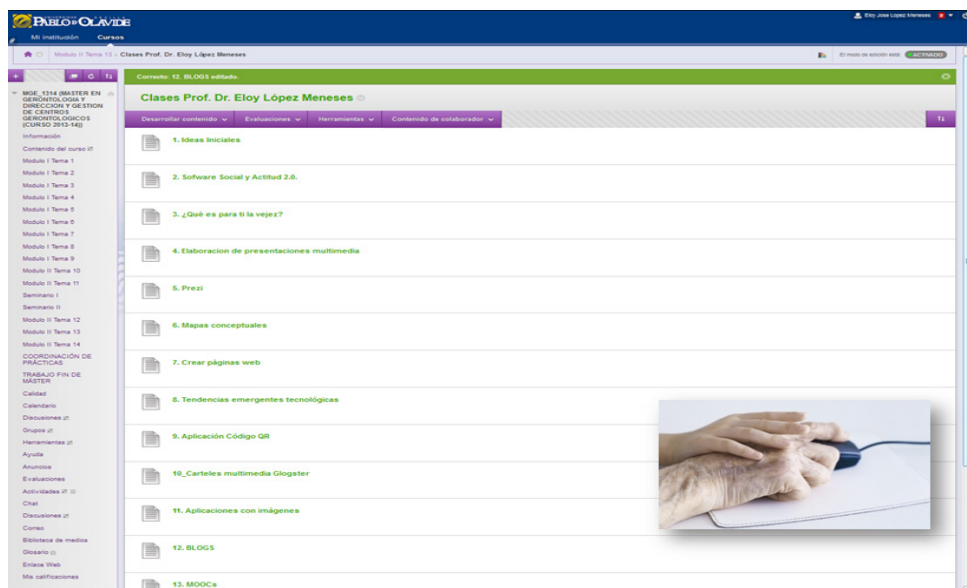 PABLO DE OLAVIDE
Eloy Jose Lopez Meneses
Mi institución Cursos
Modulo II Tema 13 Clases Prof. Dr. Eloy López Meneses
El modo de edición está: ACTIVADO
Correcto: 12. BLOGS editado.
MGE_1314 (MASTER EN
GERONTOLOGIA Y
DIRECCION Y GESTION
DE CENTROS
GERONTOLOGICOS
(CURSO 2013-14))
Información
Contenido del curso
Modulo I Tema 1
Modulo I Tema 2
Modulo I Tema 3
Modulo I Tema 4
Modulo I Tema 5
Modulo I Tema 6
Modulo I Tema 7
Modulo I Tema 8
Modulo I Tema 9
Modulo II Tema 10
Modulo II Tema 11
Seminario I
Seminario II
Modulo II Tema 12
Modulo II Tema 13
Modulo II Tema 14
COORDINACIÓN DE
PRÁCTICAS
TRABAJO FIN DE
MÁSTER
Calidad
Calendario
Discusiones
Grupos
Herramientas
Ayuda
Anuncios
Evaluaciones
Actividades
Chat
Discusiones
Correo
Biblioteca de medios
Glosario
Enlace Web
Mis calificaciones
Clases Prof. Dr. Eloy López Meneses
Desarrollar contenido Evaluaciones Herramientas Contenido de colaborador
1. Ideas Iniciales
2. Sofware Social y Actitud 2.0.
3. ¿Qué es para ti la vejez?
4. Elaboracion de presentaciones multimedia
5. Prezi
6. Mapas conceptuales
7. Crear páginas web
8. Tendencias emergentes tecnológicas
9. Aplicación Código QR
10_Carteles multimedia Glogster
11. Aplicaciones con imágenes
12. BLOGS
13. MOOCs